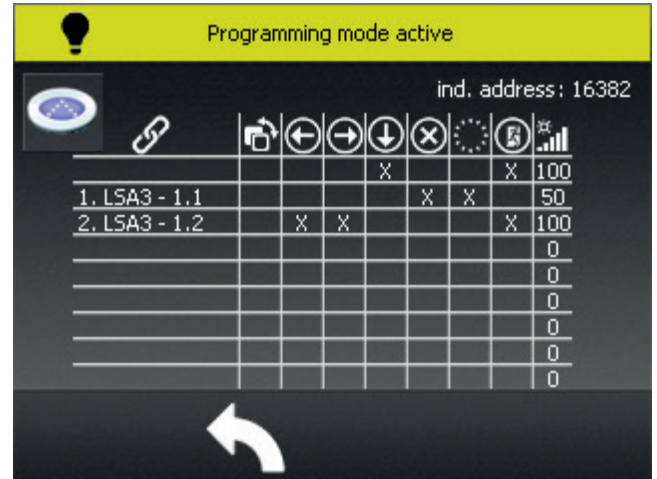 Programming mode active
ind. address: 16382
X X 100
1. LSA3 - 1.1 X X 50
2. LSA3 - 1.2 X X X 100
0
0
0
0
0
0